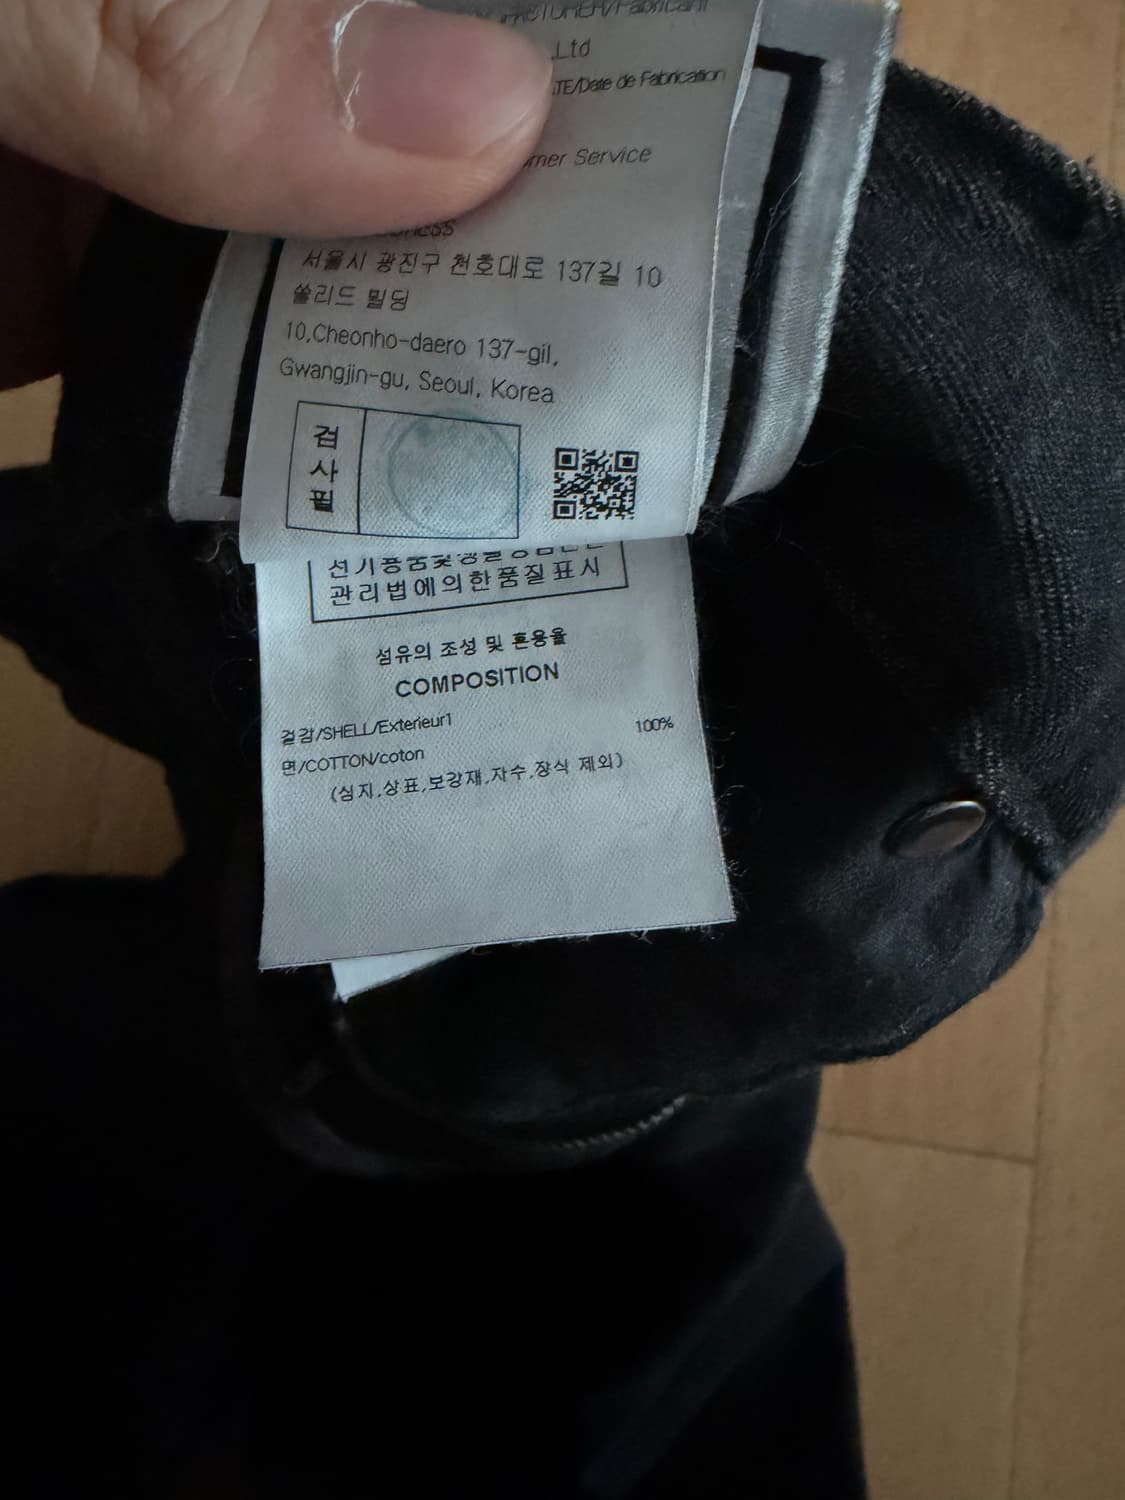 ,Ltd
Date de Fabrication
Service
서울시 광진구 천호대로 137길 10
쏠리드 빌딩
10,Cheonho-daero 137-gil,
Gwangjin-gu, Seoul, Korea
검사필
관리법에의한품질표시
섬유의 조성 및 혼용율
COMPOSITION
겉감/SHELL/Exterieur1
면/COTTON/coton 100%
(심지,상표,보강재,자수,장식 제외)